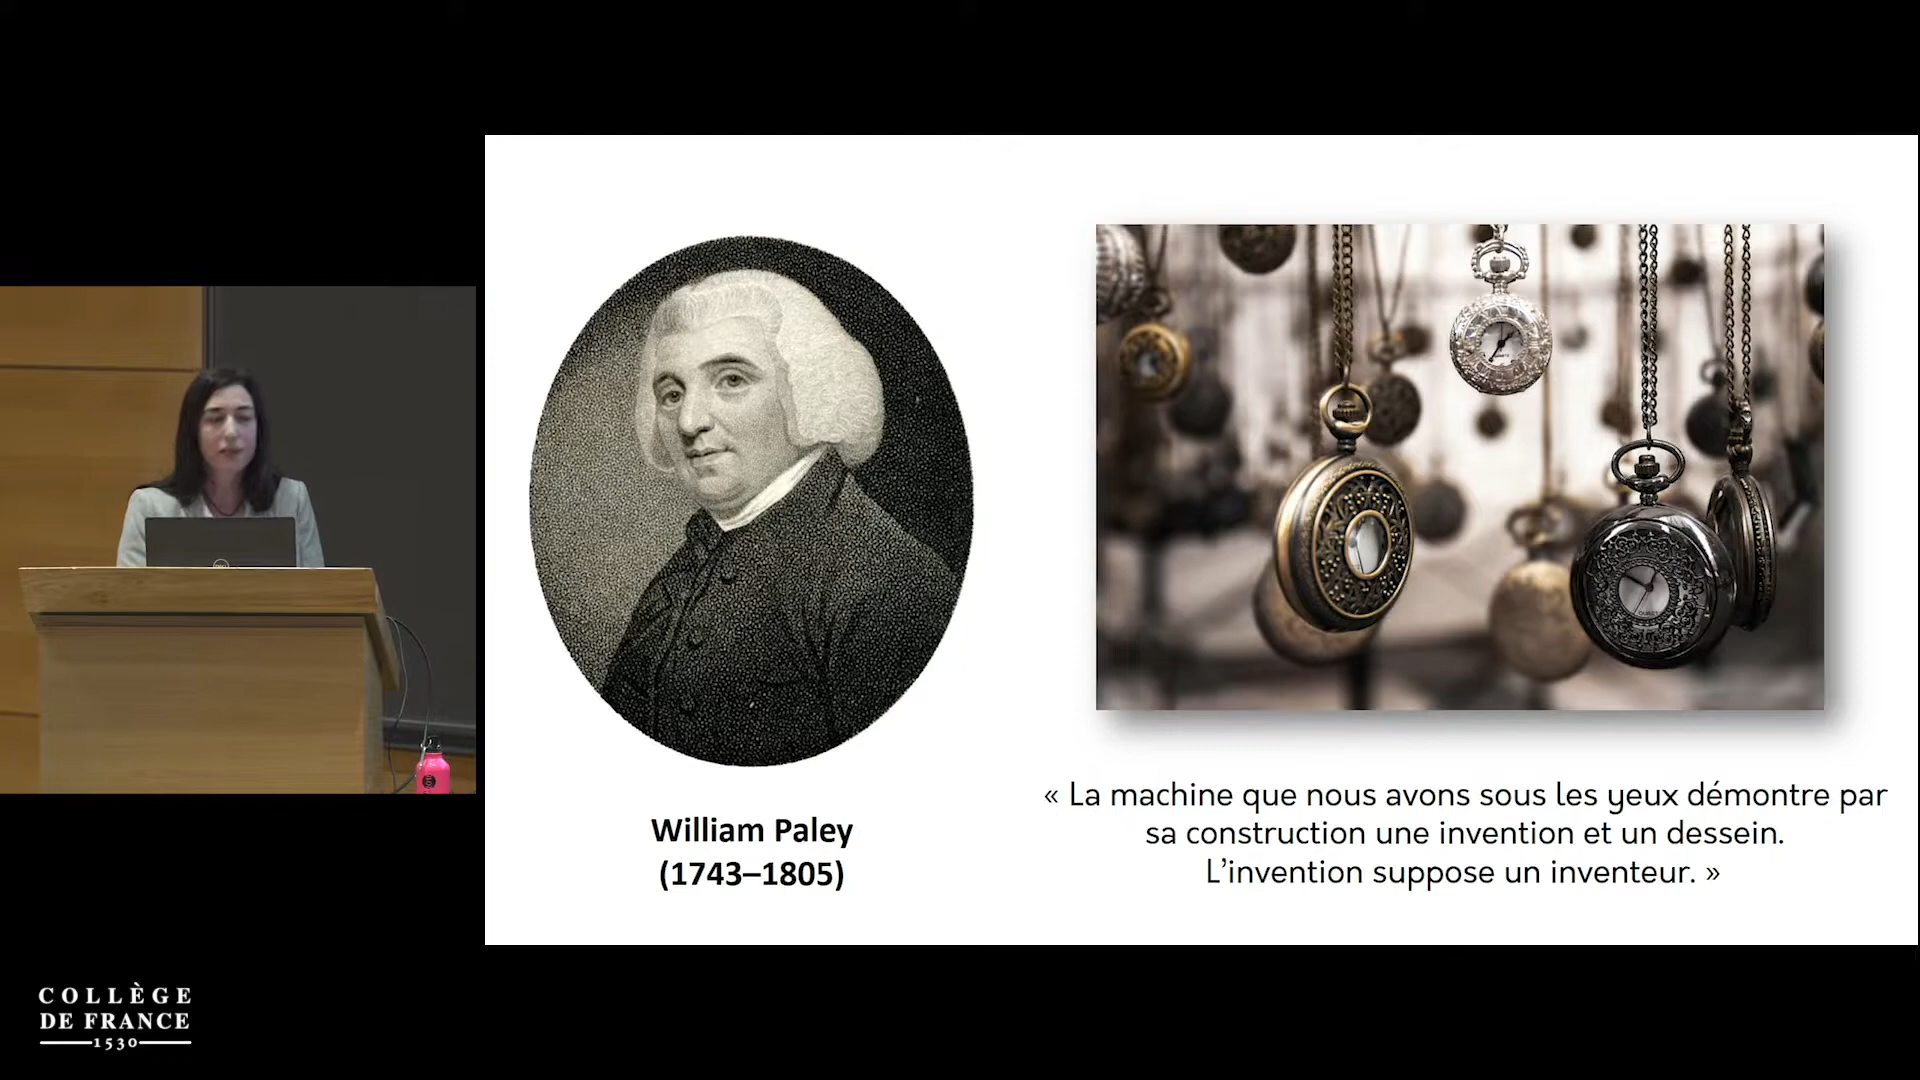 William Paley
(1743–1805)
« La machine que nous avons sous les yeux démontre par
sa construction une invention et un dessein.
L’invention suppose un inventeur. »
COLLÈGE
DE FRANCE
1530